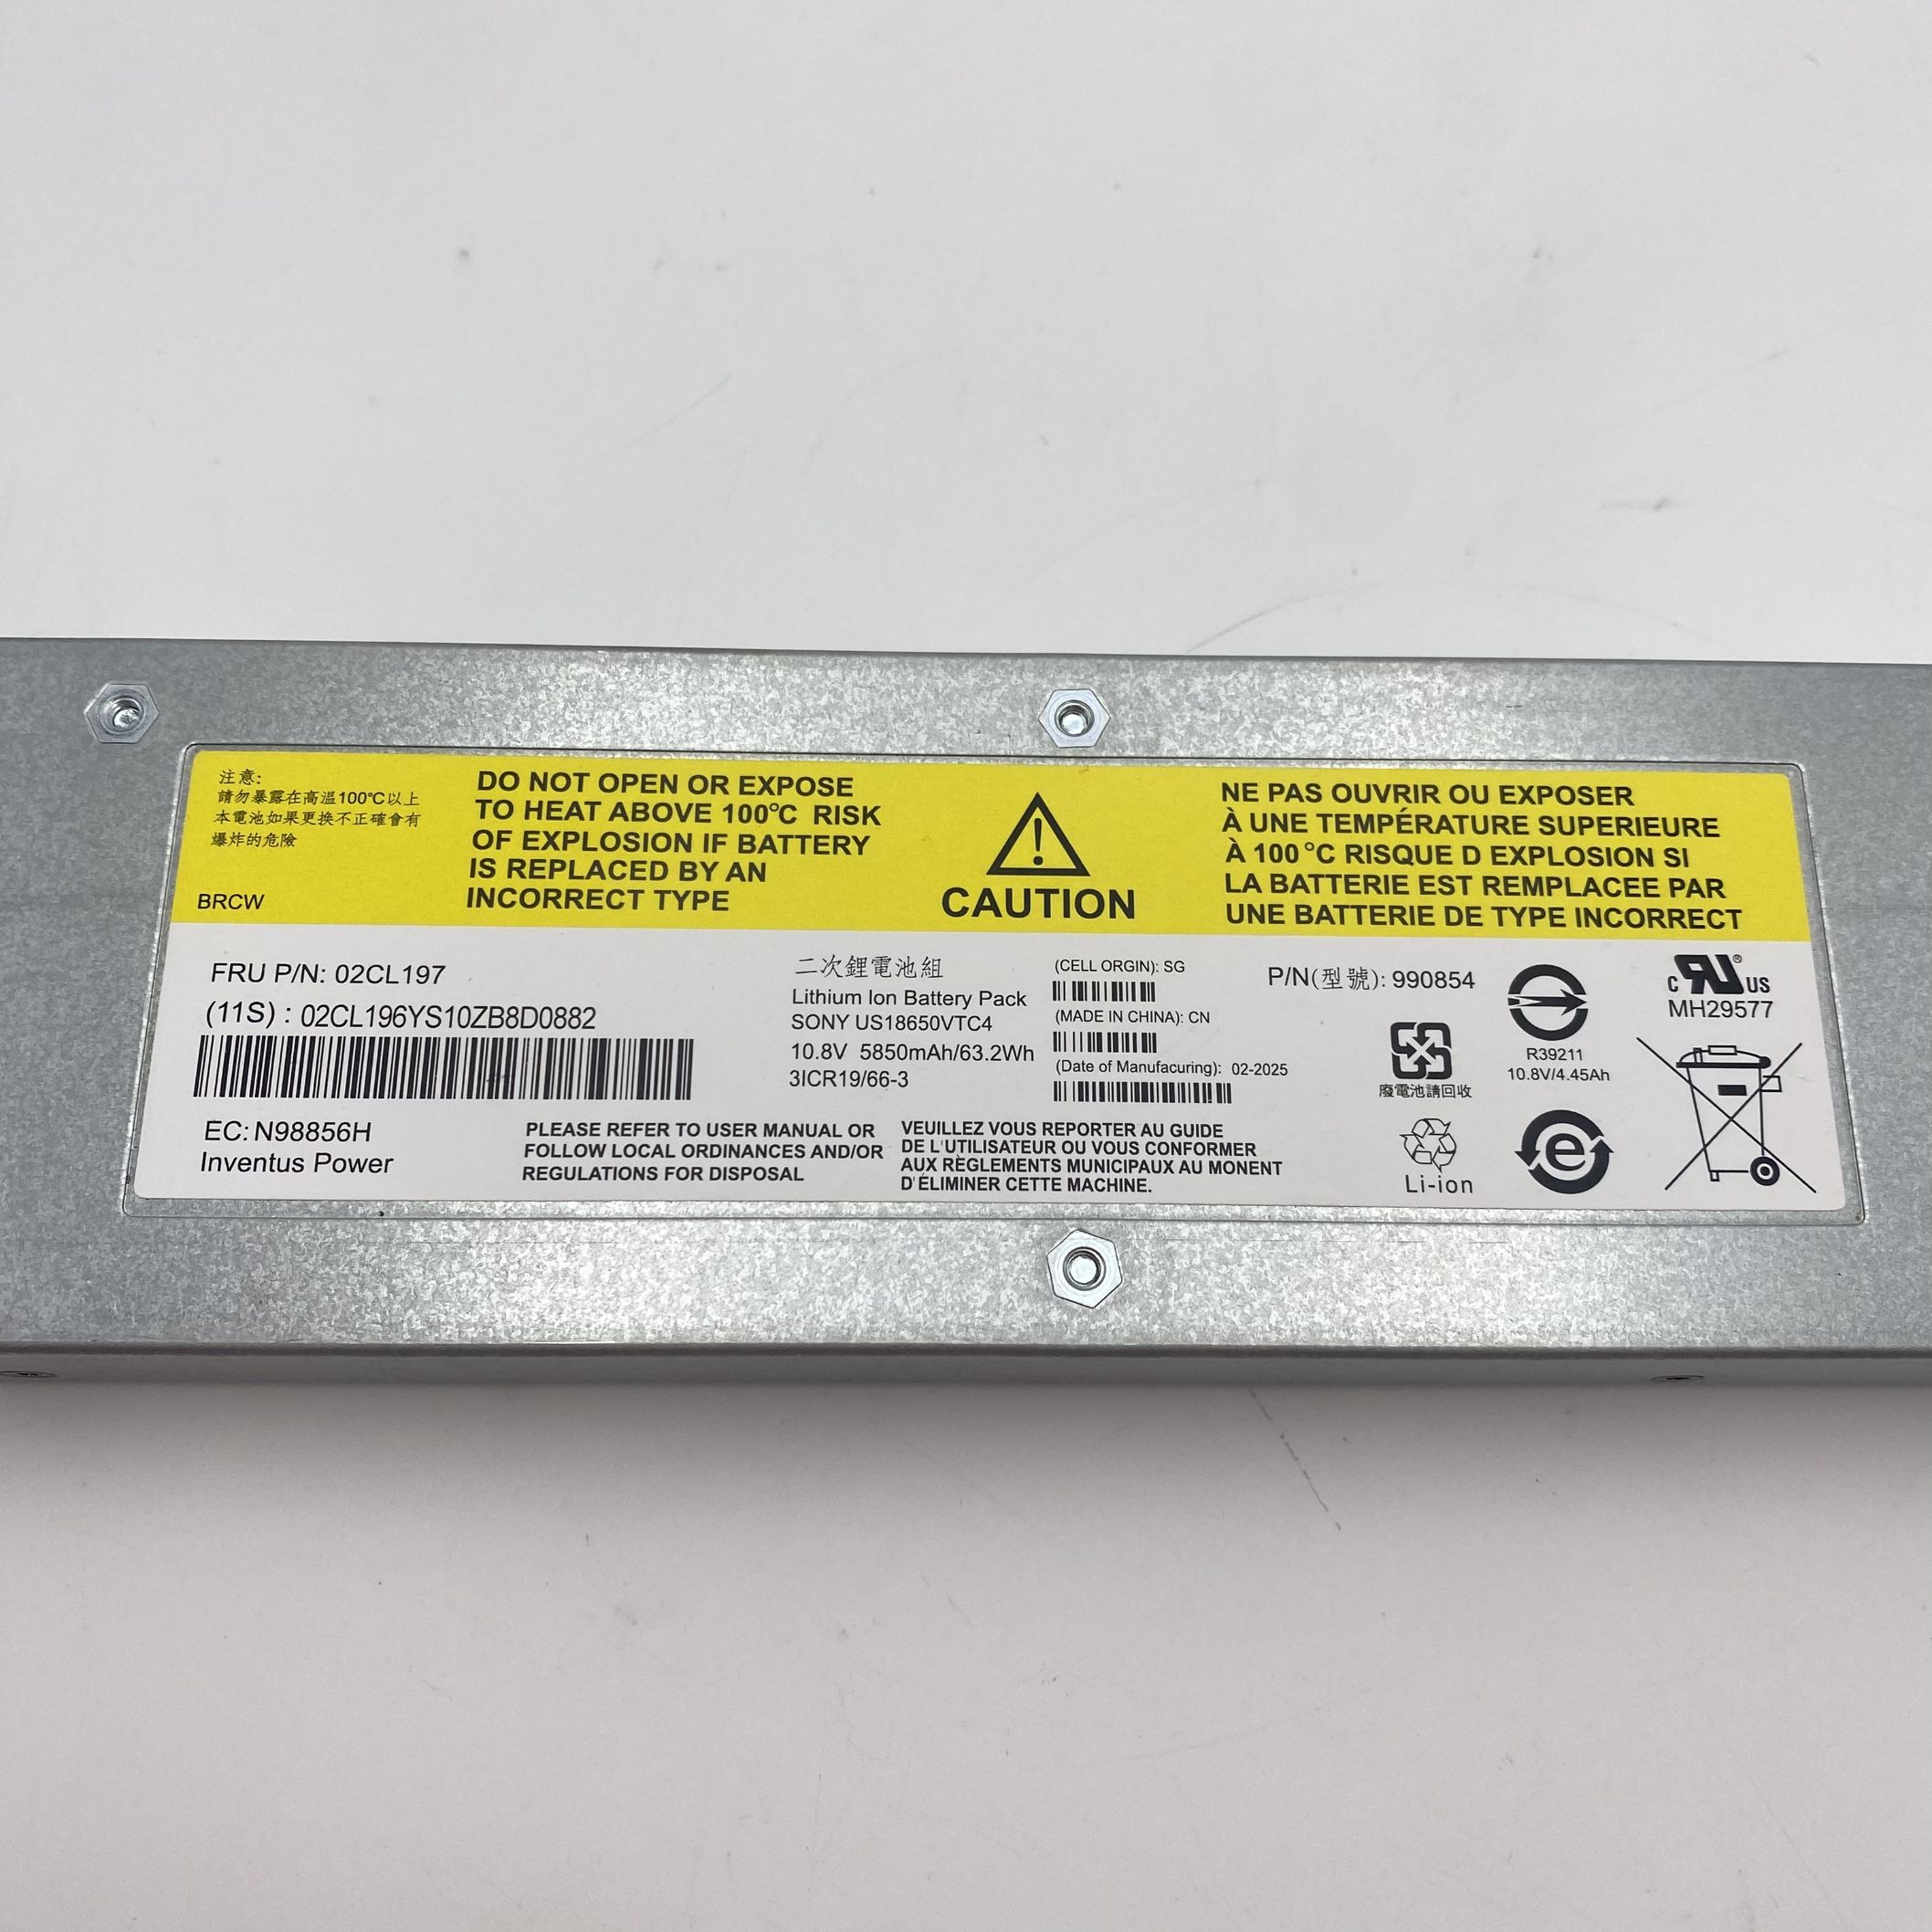 注意:
請勿暴露在高溫100℃以上
本電池如果更换不正確會有
爆炸的危險
BRCW
DO NOT OPEN OR EXPOSE
TO HEAT ABOVE 100℃ RISK
OF EXPLOSION IF BATTERY
IS REPLACED BY AN
INCORRECT TYPE
CAUTION
NE PAS OUVRIR OU EXPOSER
À UNE TEMPÉRATURE SUPERIEURE
À 100 °C RISQUE D EXPLOSION SI
LA BATTERIE EST REMPLACEE PAR
UNE BATTERIE DE TYPE INCORRECT
FRU P/N: 02CL197
(11S) : 02CL196YS10ZB8D0882
EC: N98856H
Inventus Power
二次鋰電池組
Lithium Ion Battery Pack
SONY US18650VTC4
10.8V 5850mAh/63.2Wh
3ICR19/66-3
(CELL ORGIN): SG
(MADE IN CHINA): CN
(Date of Manufacuring): 02-2025
PLEASE REFER TO USER MANUAL OR
FOLLOW LOCAL ORDINANCES AND/OR
REGULATIONS FOR DISPOSAL
VEUILLEZ VOUS REPORTER AU GUIDE
DE L'UTILISATEUR OU VOUS CONFORMER
AUX RÈGLEMENTS MUNICIPAUX AU MONENT
D'ÉLIMINER CETTE MACHINE.
P/N(型號): 990854
廢電池請回收
Li-ion
R39211
10.8V/4.45Ah
e
c RU ® US
MH29577